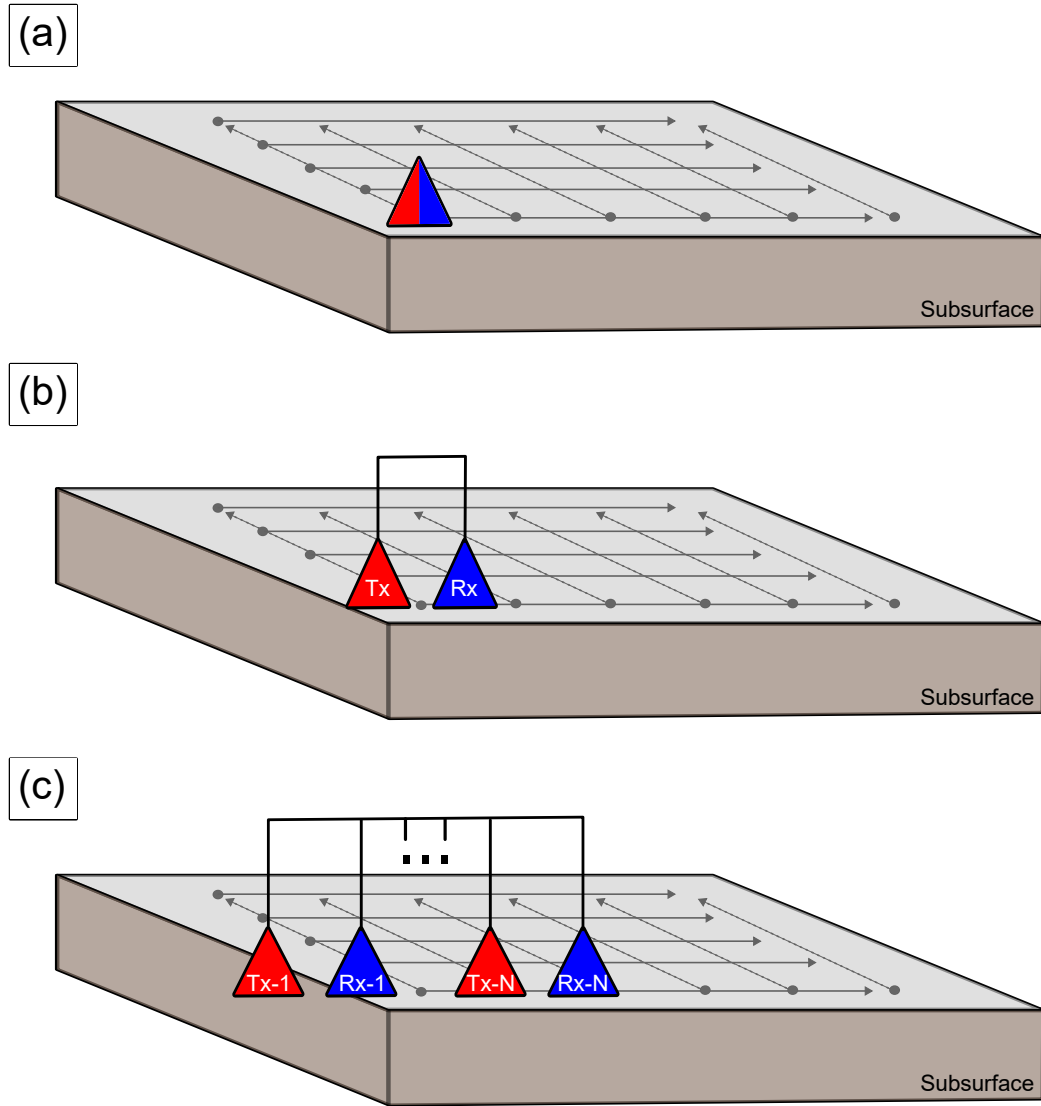 (a)
Subsurface
(b)
Tx Rx
Subsurface
(c)
...
Tx-1 Rx-1 Tx-N Rx-N
Subsurface